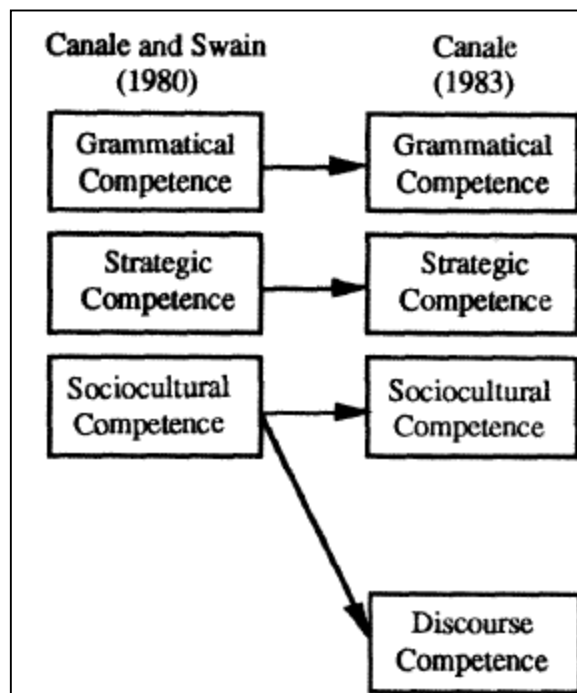 Canale and Swain
(1980)
Canale
(1983)
Grammatical
Competence
Grammatical
Competence
Strategic
Competence
Strategic
Competence
Sociocultural
Competence
Sociocultural
Competence
Discourse
Competence